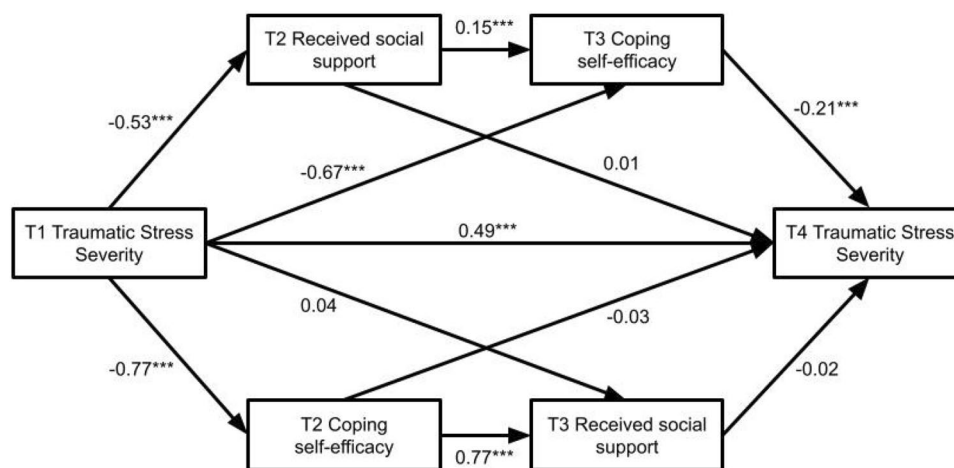 T2 Received social
support
0.15***
T3 Coping
self-efficacy
-0.53***
-0.21***
-0.67***
0.01
T1 Traumatic Stress
Severity
0.49***
T4 Traumatic Stress
Severity
0.04
-0.03
-0.77***
-0.02
T2 Coping
self-efficacy
0.77***
T3 Received social
support